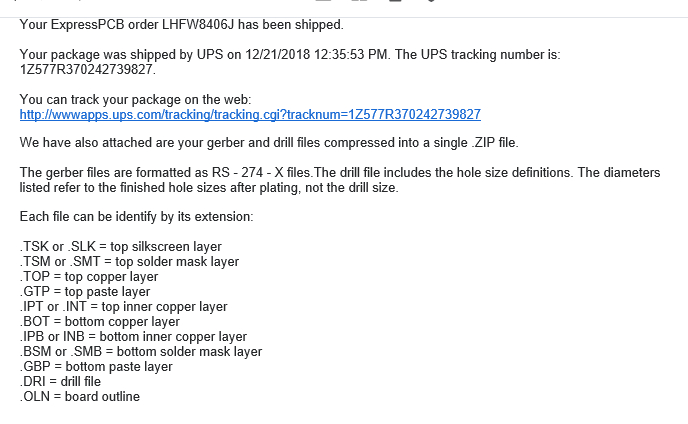 Your ExpressPCB order LHFW8406J has been shipped.
Your package was shipped by UPS on 12/21/2018 12:35:53 PM. The UPS tracking number is:
1Z577R370242739827.
You can track your package on the web:
http://wwwapps.ups.com/tracking/tracking.cgi?tracknum=1Z577R370242739827
We have also attached are your gerber and drill files compressed into a single .ZIP file.
The gerber files are formatted as RS - 274 - X files.The drill file includes the hole size definitions. The diameters
listed refer to the finished hole sizes after plating, not the drill size.
Each file can be identify by its extension:
.TSK or .SLK = top silkscreen layer
.TSM or .SMT = top solder mask layer
.TOP = top copper layer
.GTP = top paste layer
.IPT or .INT = top inner copper layer
.BOT = bottom copper layer
.IPB or INB = bottom inner copper layer
.BSM or .SMB = bottom solder mask layer
.GBP = bottom paste layer
.DRI = drill file
.OLN = board outline